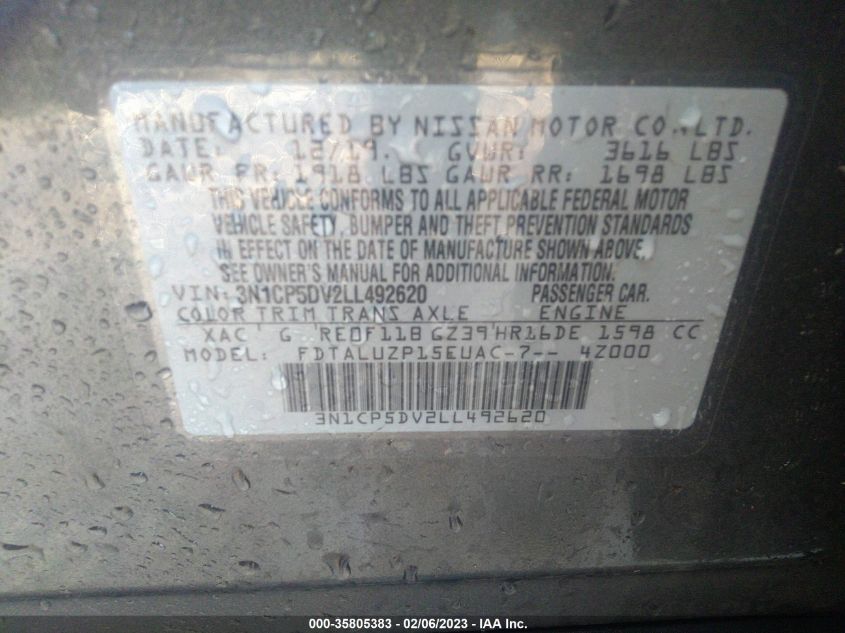 MANUFACTURED BY NISSAN MOTOR CO., LTD.
DATE: 12/19. GVWR: 3616 LBS
GAWR FR: 1918 LBS GAWR RR: 1698 LBS
THIS VEHICLE CONFORMS TO ALL APPLICABLE FEDERAL MOTOR
VEHICLE SAFETY, BUMPER AND THEFT PREVENTION STANDARDS
IN EFFECT ON THE DATE OF MANUFACTURE SHOWN ABOVE.
SEE OWNER'S MANUAL FOR ADDITIONAL INFORMATION.
VIN: 3N1CP5DV2LL492620 PASSENGER CAR.
COLOR TRIM TRANS AXLE ENGINE
XAC G RE0F11B GZ39 HR16DE 1598 CC
MODEL: FDTALUZP15EUAC-7-- 4Z000
3N1CP5DV2LL492620
000-35805383 - 02/06/2023 - IAA Inc.